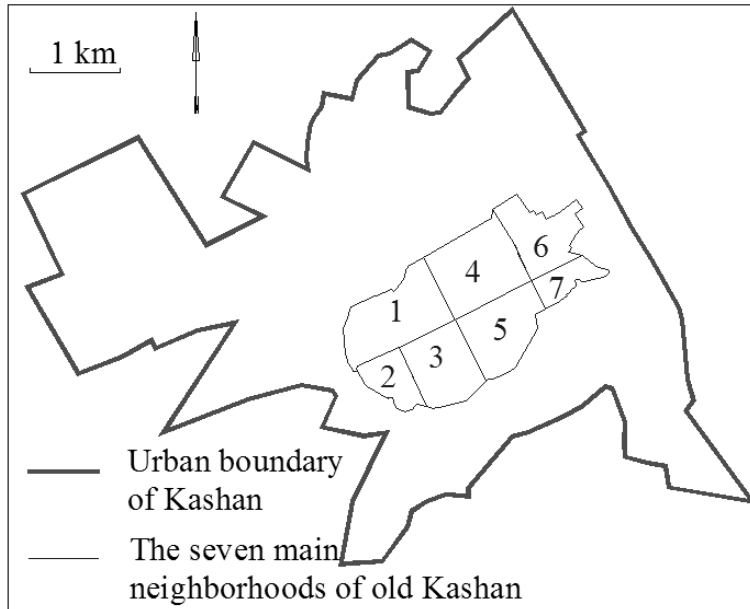 1 km
6
4
7
1
5
3
2
Urban boundary
of Kashan
The seven main
neighborhoods of old Kashan